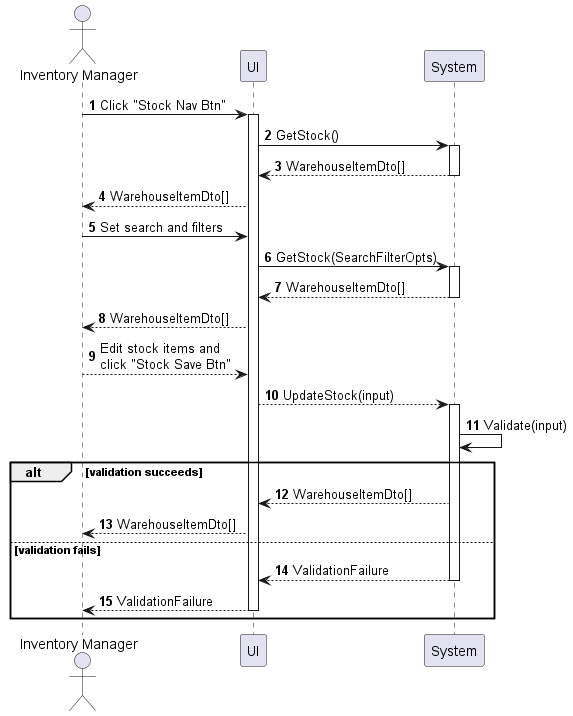 Inventory Manager
UI
System
1 Click "Stock Nav Btn"
2 GetStock()
3 WarehouseItemDto[]
4 WarehouseItemDto[]
5 Set search and filters
6 GetStock(SearchFilterOpts)
7 WarehouseItemDto[]
8 WarehouseItemDto[]
9 Edit stock items and
click "Stock Save Btn"
10 UpdateStock(input)
11 Validate(input)
alt [validation succeeds]
12 WarehouseItemDto[]
13 WarehouseItemDto[]
[validation fails]
14 ValidationFailure
15 ValidationFailure
Inventory Manager
UI
System